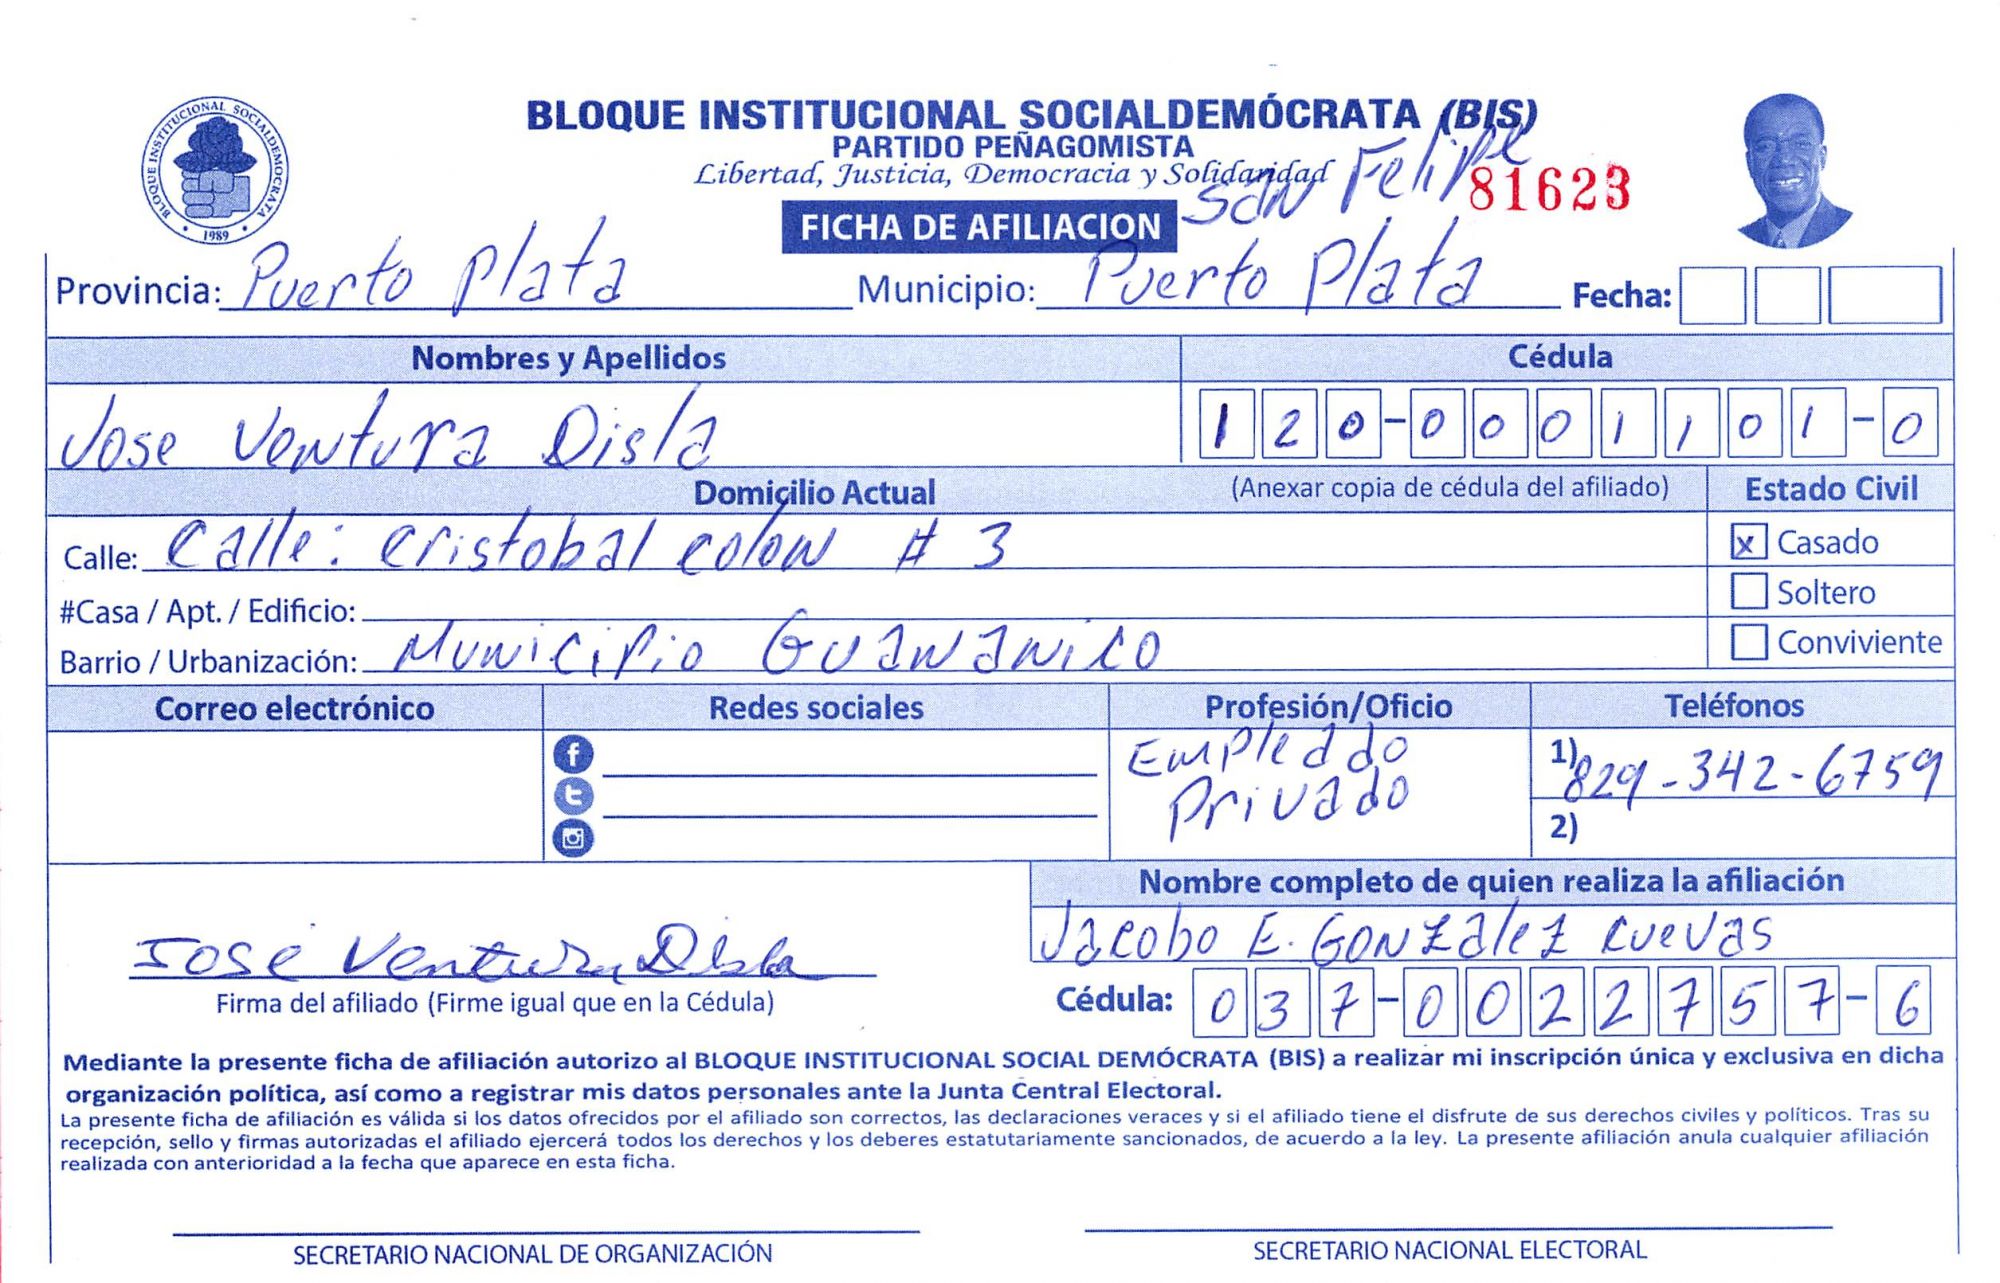 BLOQUE INSTITUCIONAL SOCIALDEMÓCRATA
1989
BLOQUE INSTITUCIONAL SOCIALDEMÓCRATA (BIS)
PARTIDO PEÑAGOMISTA
Libertad, Justicia, Democracia y Solidaridad
San Felipe
81623
FICHA DE AFILIACION
Provincia: Puerto Plata Municipio: Puerto Plata Fecha:
Nombres y Apellidos Cédula
Jose Ventura Disla 120-0001101-0
Domicilio Actual (Anexar copia de cédula del afiliado) Estado Civil
Calle: Calle: Cristobal Colon # 3 x Casado
#Casa / Apt. / Edificio: Soltero
Barrio / Urbanización: Municipio Guananico Conviviente
Correo electrónico Redes sociales Profesión/Oficio Teléfonos
Empleado 1) 829-342-6759
Privado 2)
Nombre completo de quien realiza la afiliación
Jacobo E. Gonzalez Cuevas
Jose Ventura Disla
Firma del afiliado (Firme igual que en la Cédula) Cédula: 037-0022757-6
Mediante la presente ficha de afiliación autorizo al BLOQUE INSTITUCIONAL SOCIAL DEMÓCRATA (BIS) a realizar mi inscripción única y exclusiva en dicha
organización política, así como a registrar mis datos personales ante la Junta Central Electoral.
La presente ficha de afiliación es válida si los datos ofrecidos por el afiliado son correctos, las declaraciones veraces y si el afiliado tiene el disfrute de sus derechos civiles y políticos. Tras su
recepción, sello y firmas autorizadas el afiliado ejercerá todos los derechos y los deberes estatutariamente sancionados, de acuerdo a la ley. La presente afiliación anula cualquier afiliación
realizada con anterioridad a la fecha que aparece en esta ficha.
SECRETARIO NACIONAL DE ORGANIZACIÓN SECRETARIO NACIONAL ELECTORAL